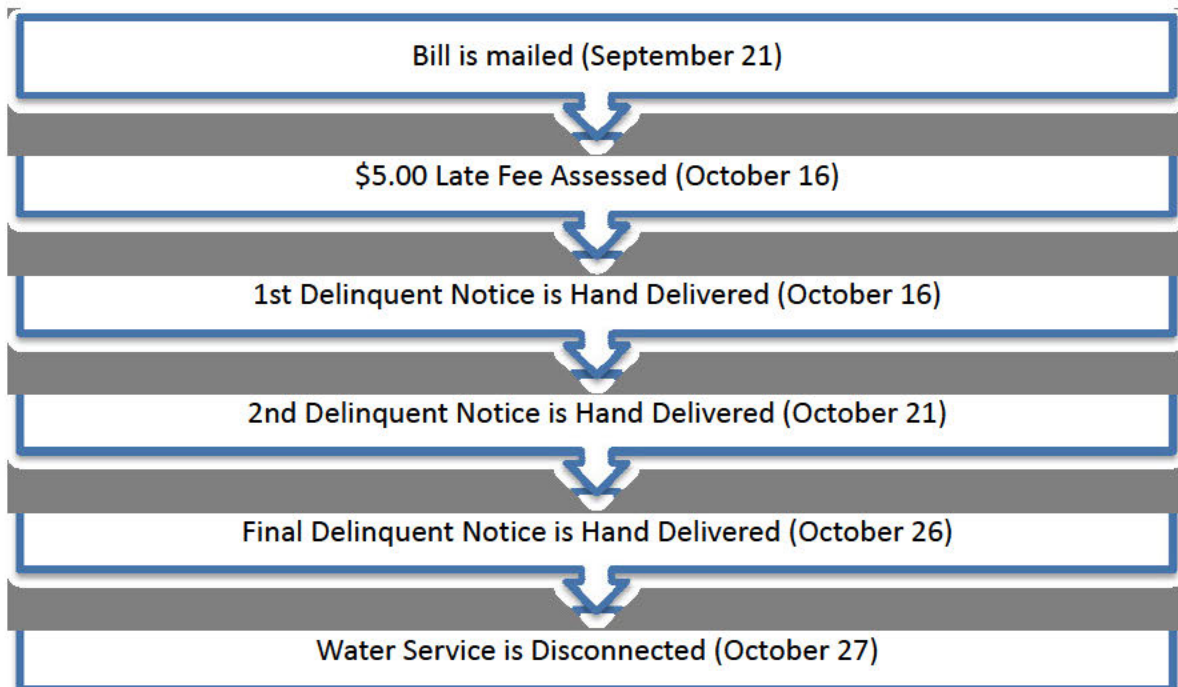 Bill is mailed (September 21)
$5.00 Late Fee Assessed (October 16)
1st Delinquent Notice is Hand Delivered (October 16)
2nd Delinquent Notice is Hand Delivered (October 21)
Final Delinquent Notice is Hand Delivered (October 26)
Water Service is Disconnected (October 27)